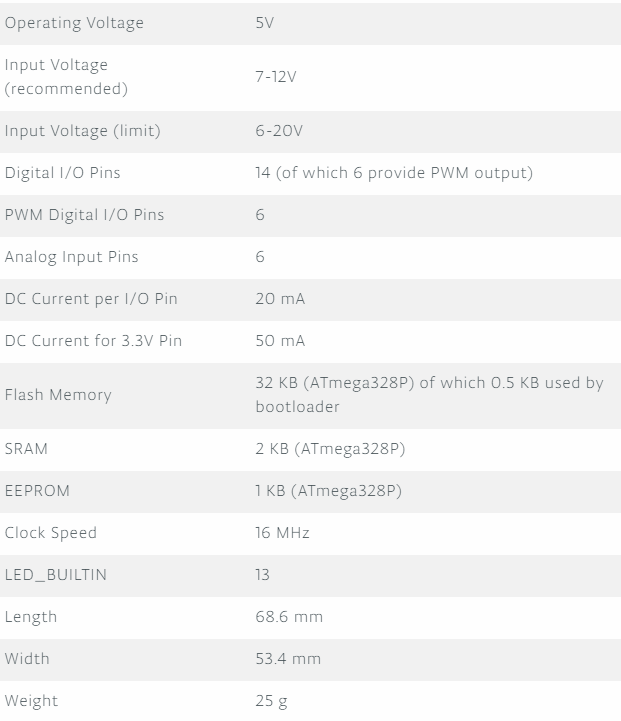 Operating Voltage 5V
Input Voltage
(recommended) 7-12V
Input Voltage (limit) 6-20V
Digital I/O Pins 14 (of which 6 provide PWM output)
PWM Digital I/O Pins 6
Analog Input Pins 6
DC Current per I/O Pin 20 mA
DC Current for 3.3V Pin 50 mA
Flash Memory 32 KB (ATmega328P) of which 0.5 KB used by
bootloader
SRAM 2 KB (ATmega328P)
EEPROM 1 KB (ATmega328P)
Clock Speed 16 MHz
LED_BUILTIN 13
Length 68.6 mm
Width 53.4 mm
Weight 25 g